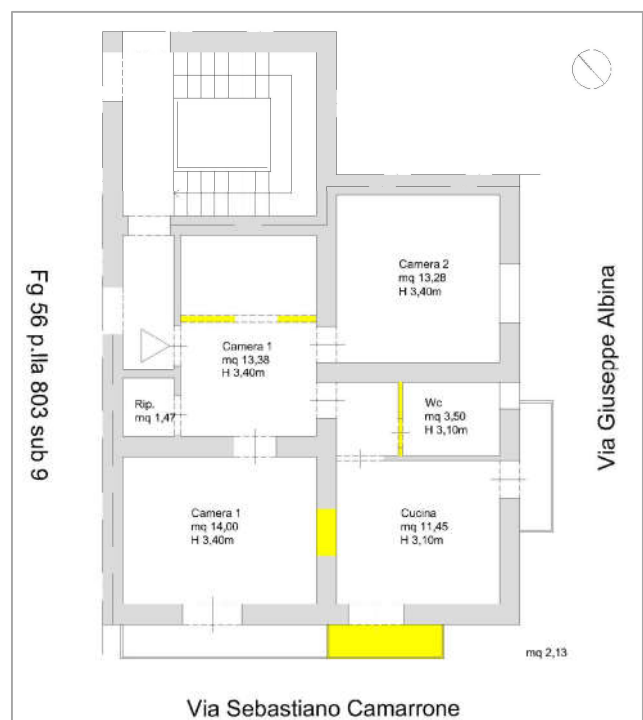 Camera 2
mq 13,28
H 3,40m
Fg 56 p.lla 803 sub 9
Via Giuseppe Albina
Camera 1
mq 13,38
H 3,40m
Rip.
mq 1,47
Wc
mq 3,50
H 3,10m
Camera 1
mq 14,00
H 3,40m
Cucina
mq 11,45
H 3,10m
mq 2,13
Via Sebastiano Camarrone